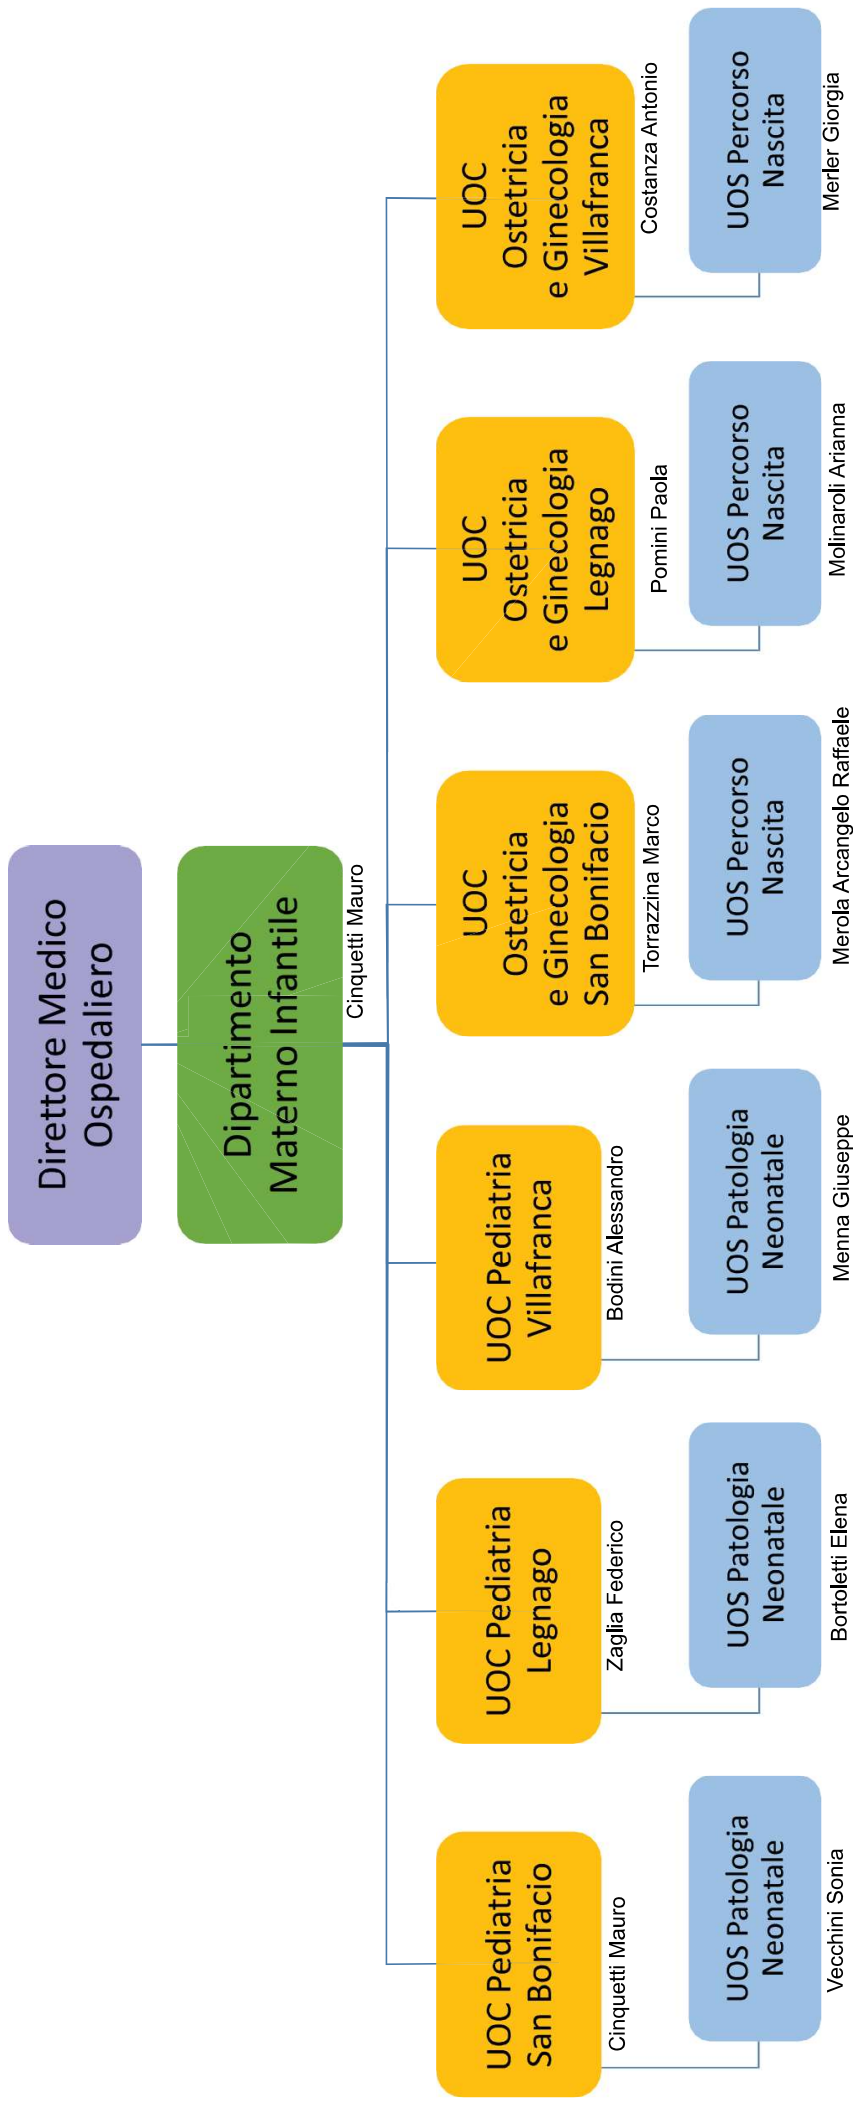 Direttore Medico
Ospedaliero
Dipartimento
Materno Infantile
Cinquetti Mauro
UOC Pediatria
San Bonifacio
Cinquetti Mauro
UOS Patologia
Neonatale
Vecchini Sonia
UOC Pediatria
Legnago
Zaglia Federico
UOS Patologia
Neonatale
Bortoletti Elena
UOC Pediatria
Villafranca
Bodini Alessandro
UOS Patologia
Neonatale
Menna Giuseppe
UOC
Ostetricia
e Ginecologia
San Bonifacio
Torrazzina Marco
UOS Percorso
Nascita
Merola Arcangelo Raffaele
UOC
Ostetricia
e Ginecologia
Legnago
Pomini Paola
UOS Percorso
Nascita
Molinaroli Arianna
UOC
Ostetricia
e Ginecologia
Villafranca
Costanza Antonio
UOS Percorso
Nascita
Merler Giorgia